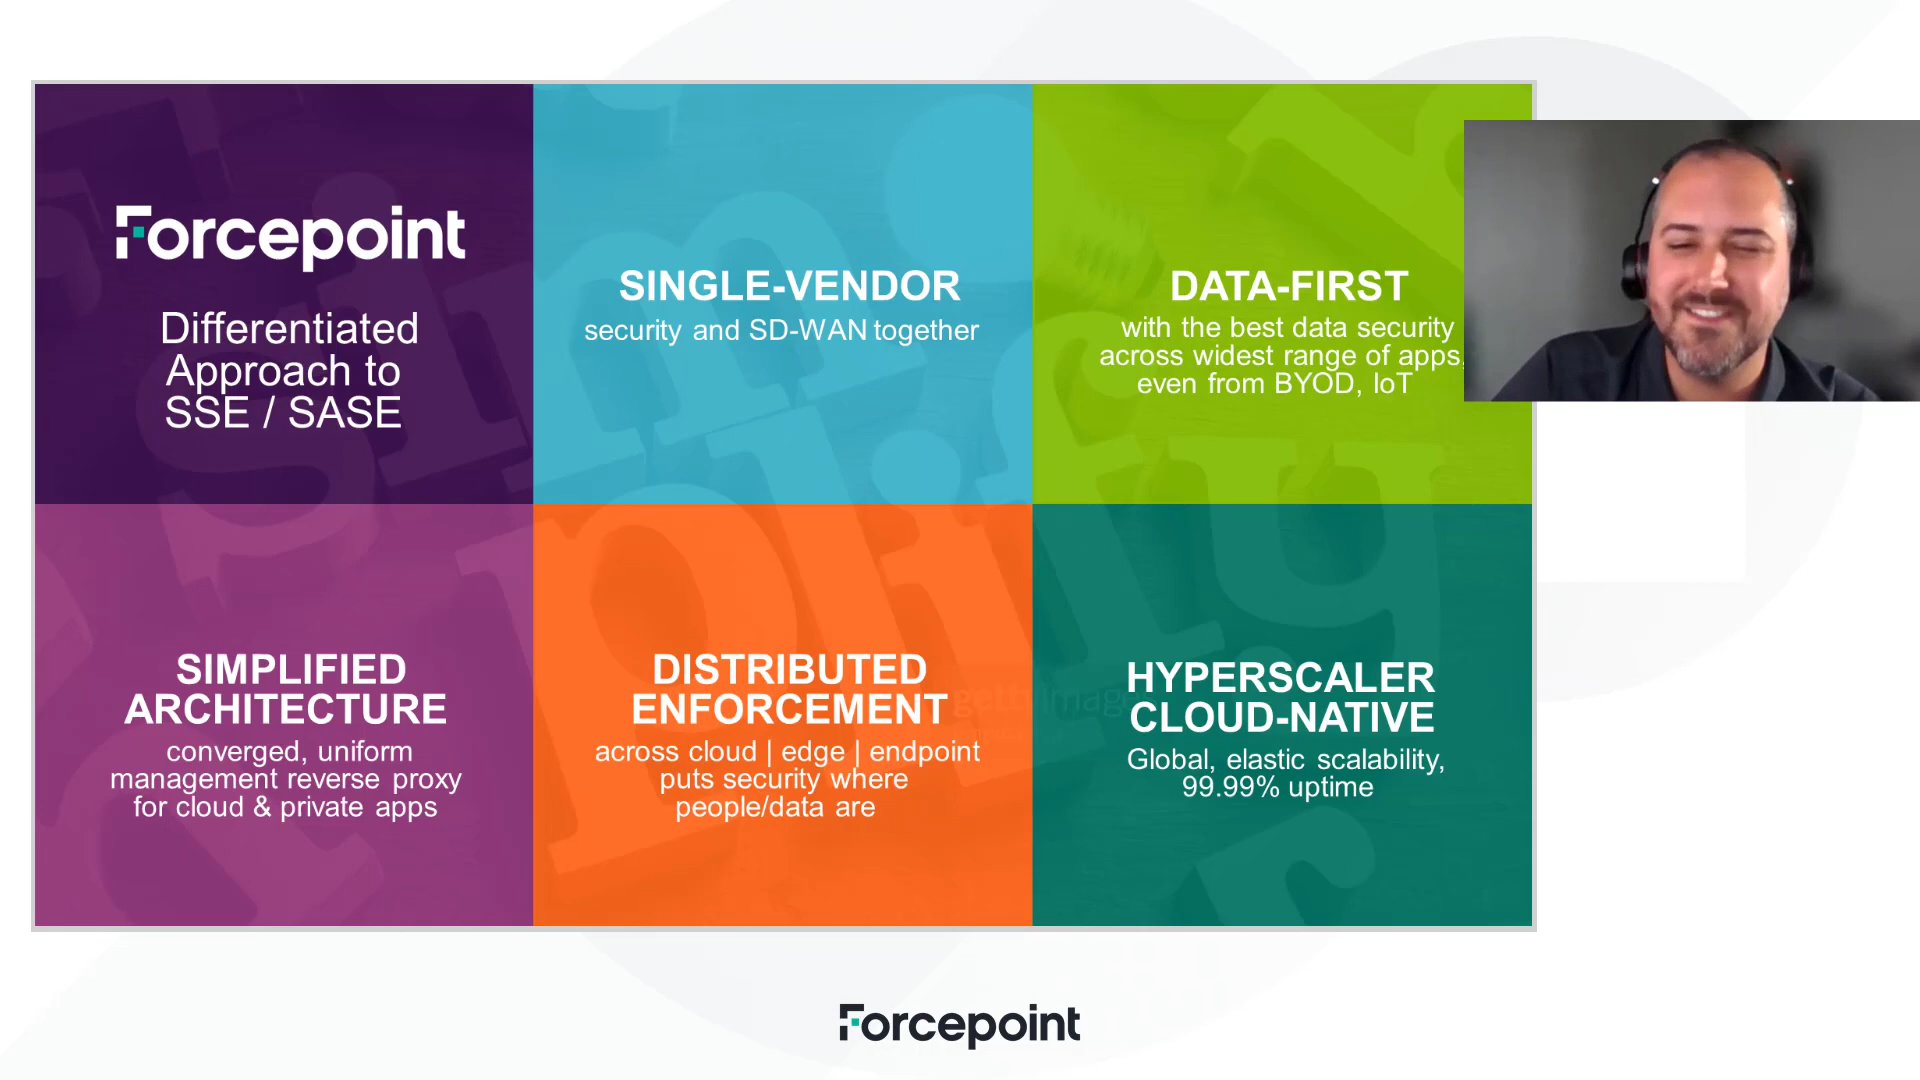 Forcepoint
Differentiated
Approach to
SSE / SASE
SINGLE-VENDOR
security and SD-WAN together
DATA-FIRST
with the best data security
across widest range of apps,
even from BYOD, IoT
SIMPLIFIED
ARCHITECTURE
converged, uniform
management reverse proxy
for cloud & private apps
DISTRIBUTED
ENFORCEMENT
across cloud | edge | endpoint
puts security where
people/data are
HYPERSCALER
CLOUD-NATIVE
Global, elastic scalability,
99.99% uptime
gettyimages
Forcepoint